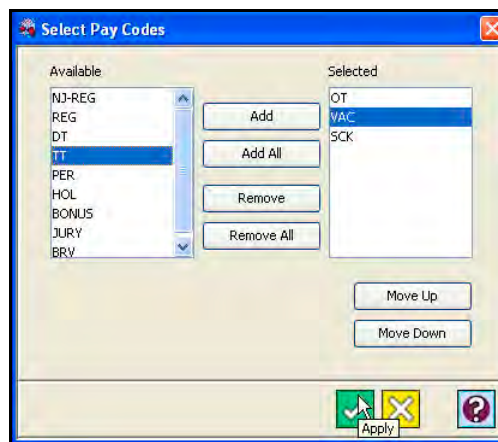 Select Pay Codes
Available
NJ-REG
REG
DT
TT
PER
HOL
BONUS
JURY
BRV
Add
Add All
Remove
Remove All
Selected
OT
VAC
SCK
Move Up
Move Down
Apply